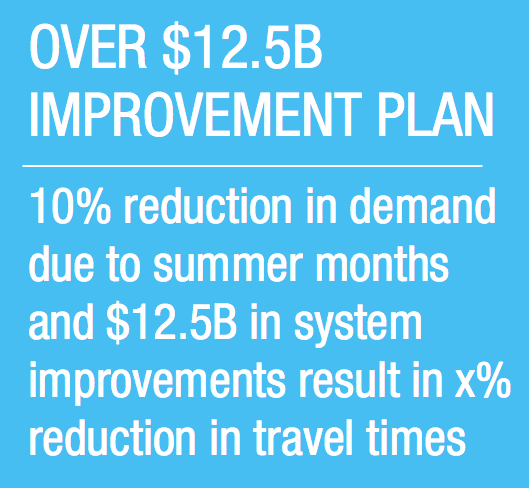 OVER $12.5B
IMPROVEMENT PLAN
10% reduction in demand
due to summer months
and $12.5B in system
improvements result in x%
reduction in travel times